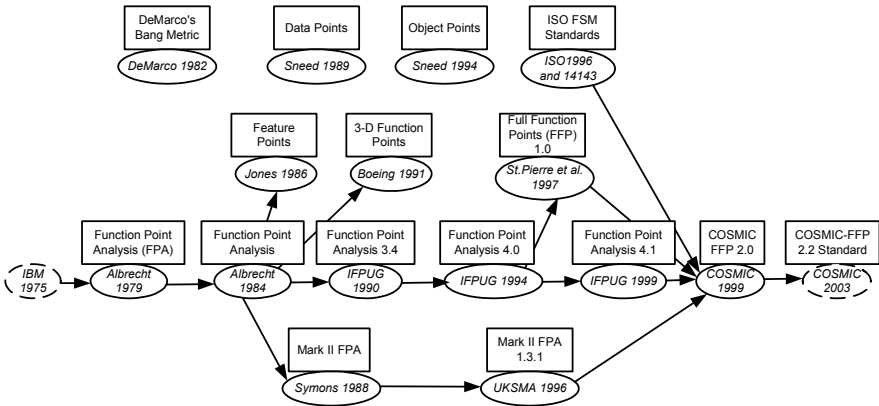 DeMarco's
Bang Metric
DeMarco 1982
Data Points
Sneed 1989
Object Points
Sneed 1994
ISO FSM
Standards
ISO1996
and 14143
Feature
Points
Jones 1986
3-D Function
Points
Boeing 1991
Full Function
Points (FFP)
1.0
St.Pierre et al.
1997
IBM
1975
Function Point
Analysis (FPA)
Albrecht
1979
Function Point
Analysis
Albrecht
1984
Function Point
Analysis 3.4
IFPUG
1990
Function Point
Analysis 4.0
IFPUG 1994
Function Point
Analysis 4.1
IFPUG 1999
COSMIC
FFP 2.0
COSMIC
1999
COSMIC-FFP
2.2 Standard
COSMIC
2003
Mark II FPA
Symons 1988
Mark II FPA
1.3.1
UKSMA 1996